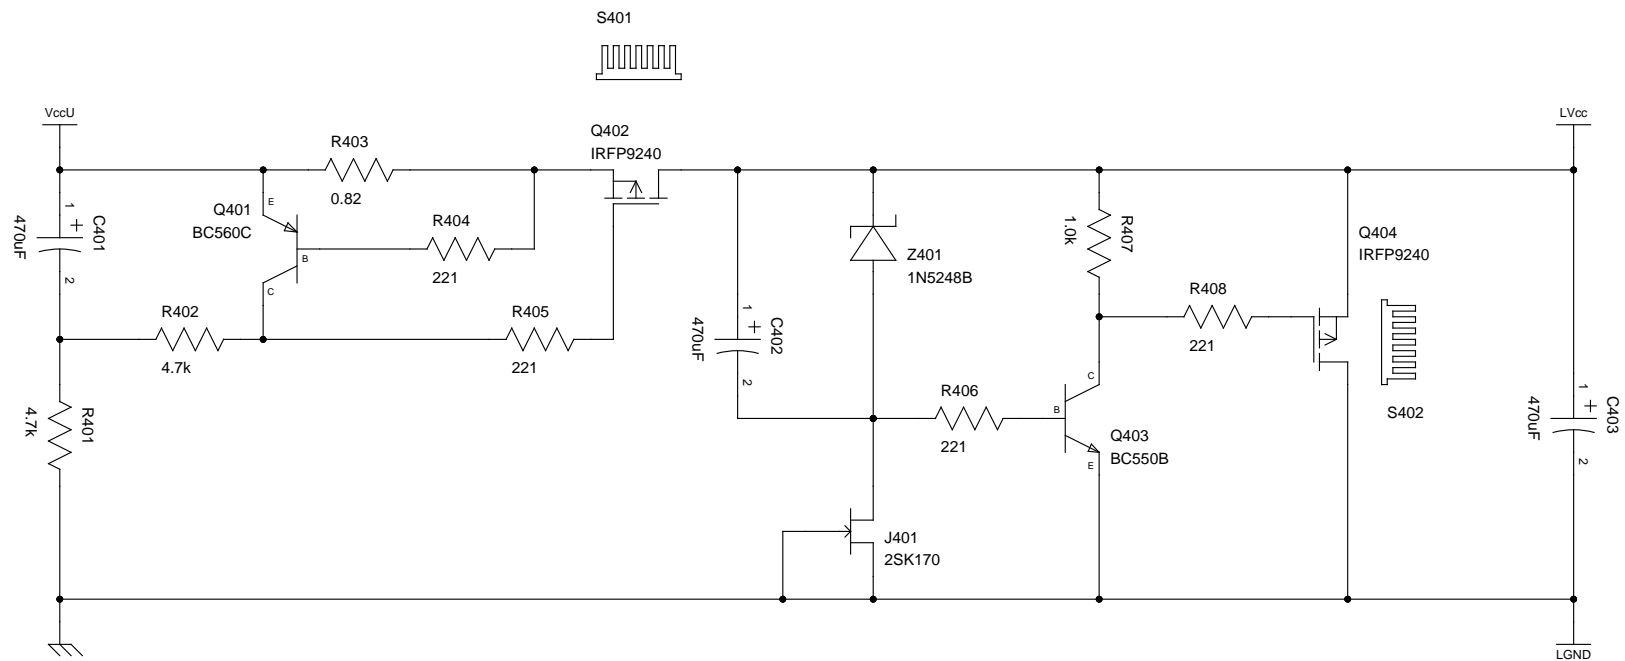 S401
VccU
LVcc
Q402
IRFP9240
R403
0.82
E
Q401
BC560C
B
C
R404
221
1
+
C401
470uF
2
R402
4.7k
R405
221
R401
4.7k
1
+
C402
470uF
2
Z401
1N5248B
R407
1.0k
Q404
IRFP9240
R408
221
S402
R406
221
C
B
E
Q403
BC550B
1
+
C403
470uF
2
J401
2SK170
LGND